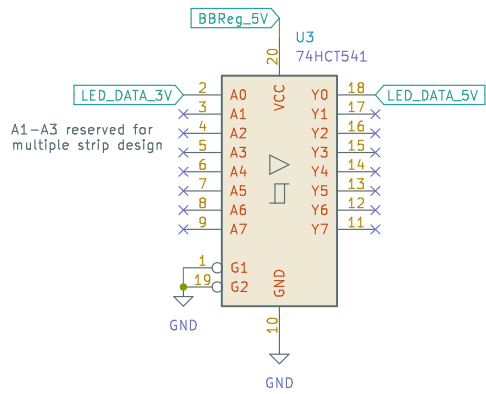 BBReg_5V
U3
74HCT541
20
VCC
LED_DATA_3V 2 A0 Y0 18 LED_DATA_5V
3 A1 Y1 17
A1-A3 reserved for
multiple strip design
4 A2 Y2 16
5 A3 Y3 15
6 A4 Y4 14
7 A5 Y5 13
8 A6 Y6 12
9 A7 Y7 11
1 G1
19 G2
GND
GND
10
GND